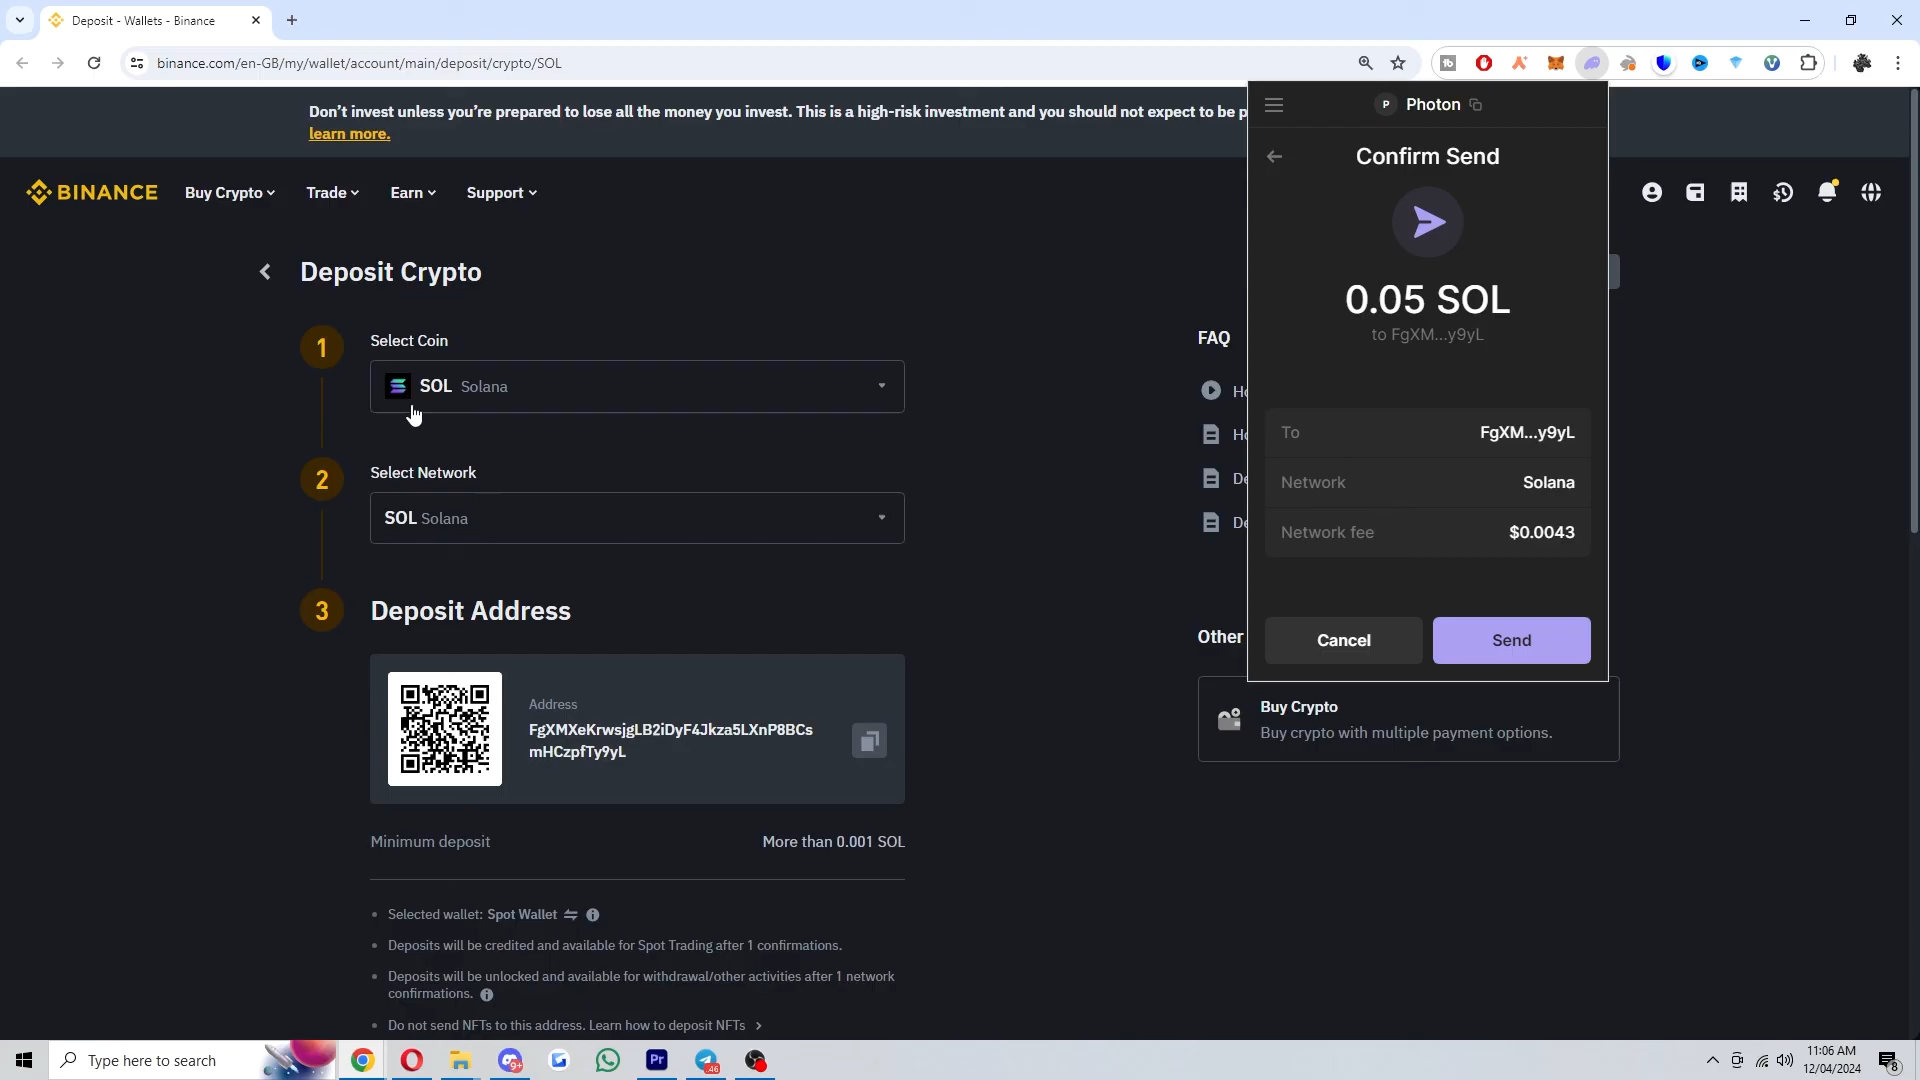 Deposit - Wallets - Binance
binance.com/en-GB/my/wallet/account/main/deposit/crypto/SOL
Don’t invest unless you’re prepared to lose all the money you invest. This is a high-risk investment and you should not expect to be p
learn more.
BINANCE
Buy Crypto
Trade
Earn
Support
Deposit Crypto
1
Select Coin
SOL Solana
2
Select Network
SOL Solana
3
Deposit Address
Address
FgXMXeKrwsjgLB2iDyF4Jkza5LXnP8BCs
mHCzpfTy9yL
Minimum deposit
More than 0.001 SOL
Selected wallet: Spot Wallet
Deposits will be credited and available for Spot Trading after 1 confirmations.
Deposits will be unlocked and available for withdrawal/other activities after 1 network
confirmations.
Do not send NFTs to this address. Learn how to deposit NFTs
FAQ
Ho
Ho
De
De
Other
Buy Crypto
Buy crypto with multiple payment options.
P Photon
Confirm Send
0.05 SOL
to FgXM...y9yL
To
FgXM...y9yL
Network
Solana
Network fee
$0.0043
Cancel
Send
Type here to search
9+
Pr
46
11:06 AM
12/04/2024
8